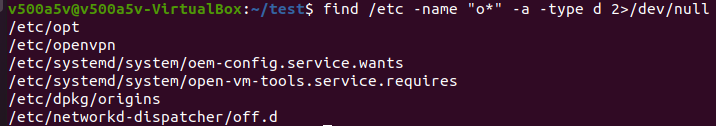 v500a5v@v500a5v-VirtualBox:~/test$ find /etc -name "o*" -a -type d 2>/dev/null
/etc/opt
/etc/openvpn
/etc/systemd/system/oem-config.service.wants
/etc/systemd/system/open-vm-tools.service.requires
/etc/dpkg/origins
/etc/networkd-dispatcher/off.d